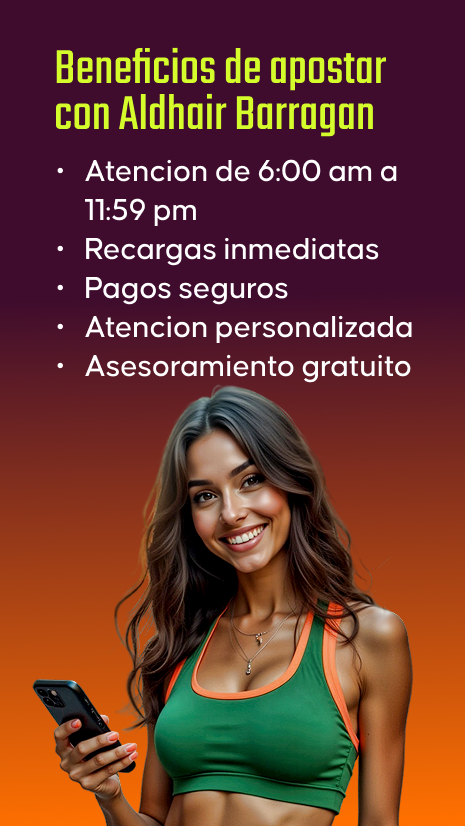 Beneficios de apostar
con Aldhair Barragan
• Atencion de 6:00 am a
11:59 pm
• Recargas inmediatas
• Pagos seguros
• Atencion personalizada
• Asesoramiento gratuito